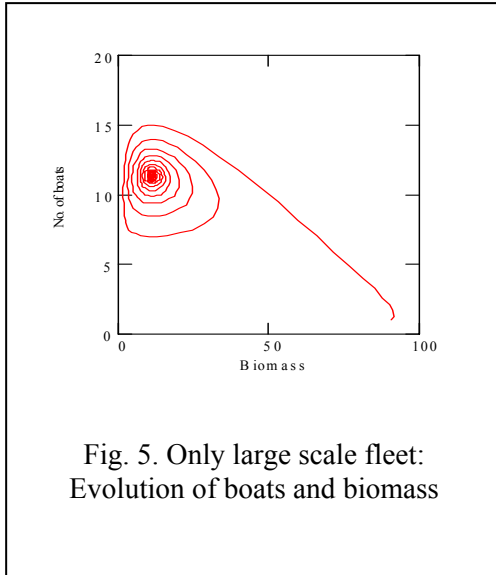 20
15
10
5
0
No. of boats
0
50
100
Biomass
Fig. 5. Only large scale fleet:
Evolution of boats and biomass